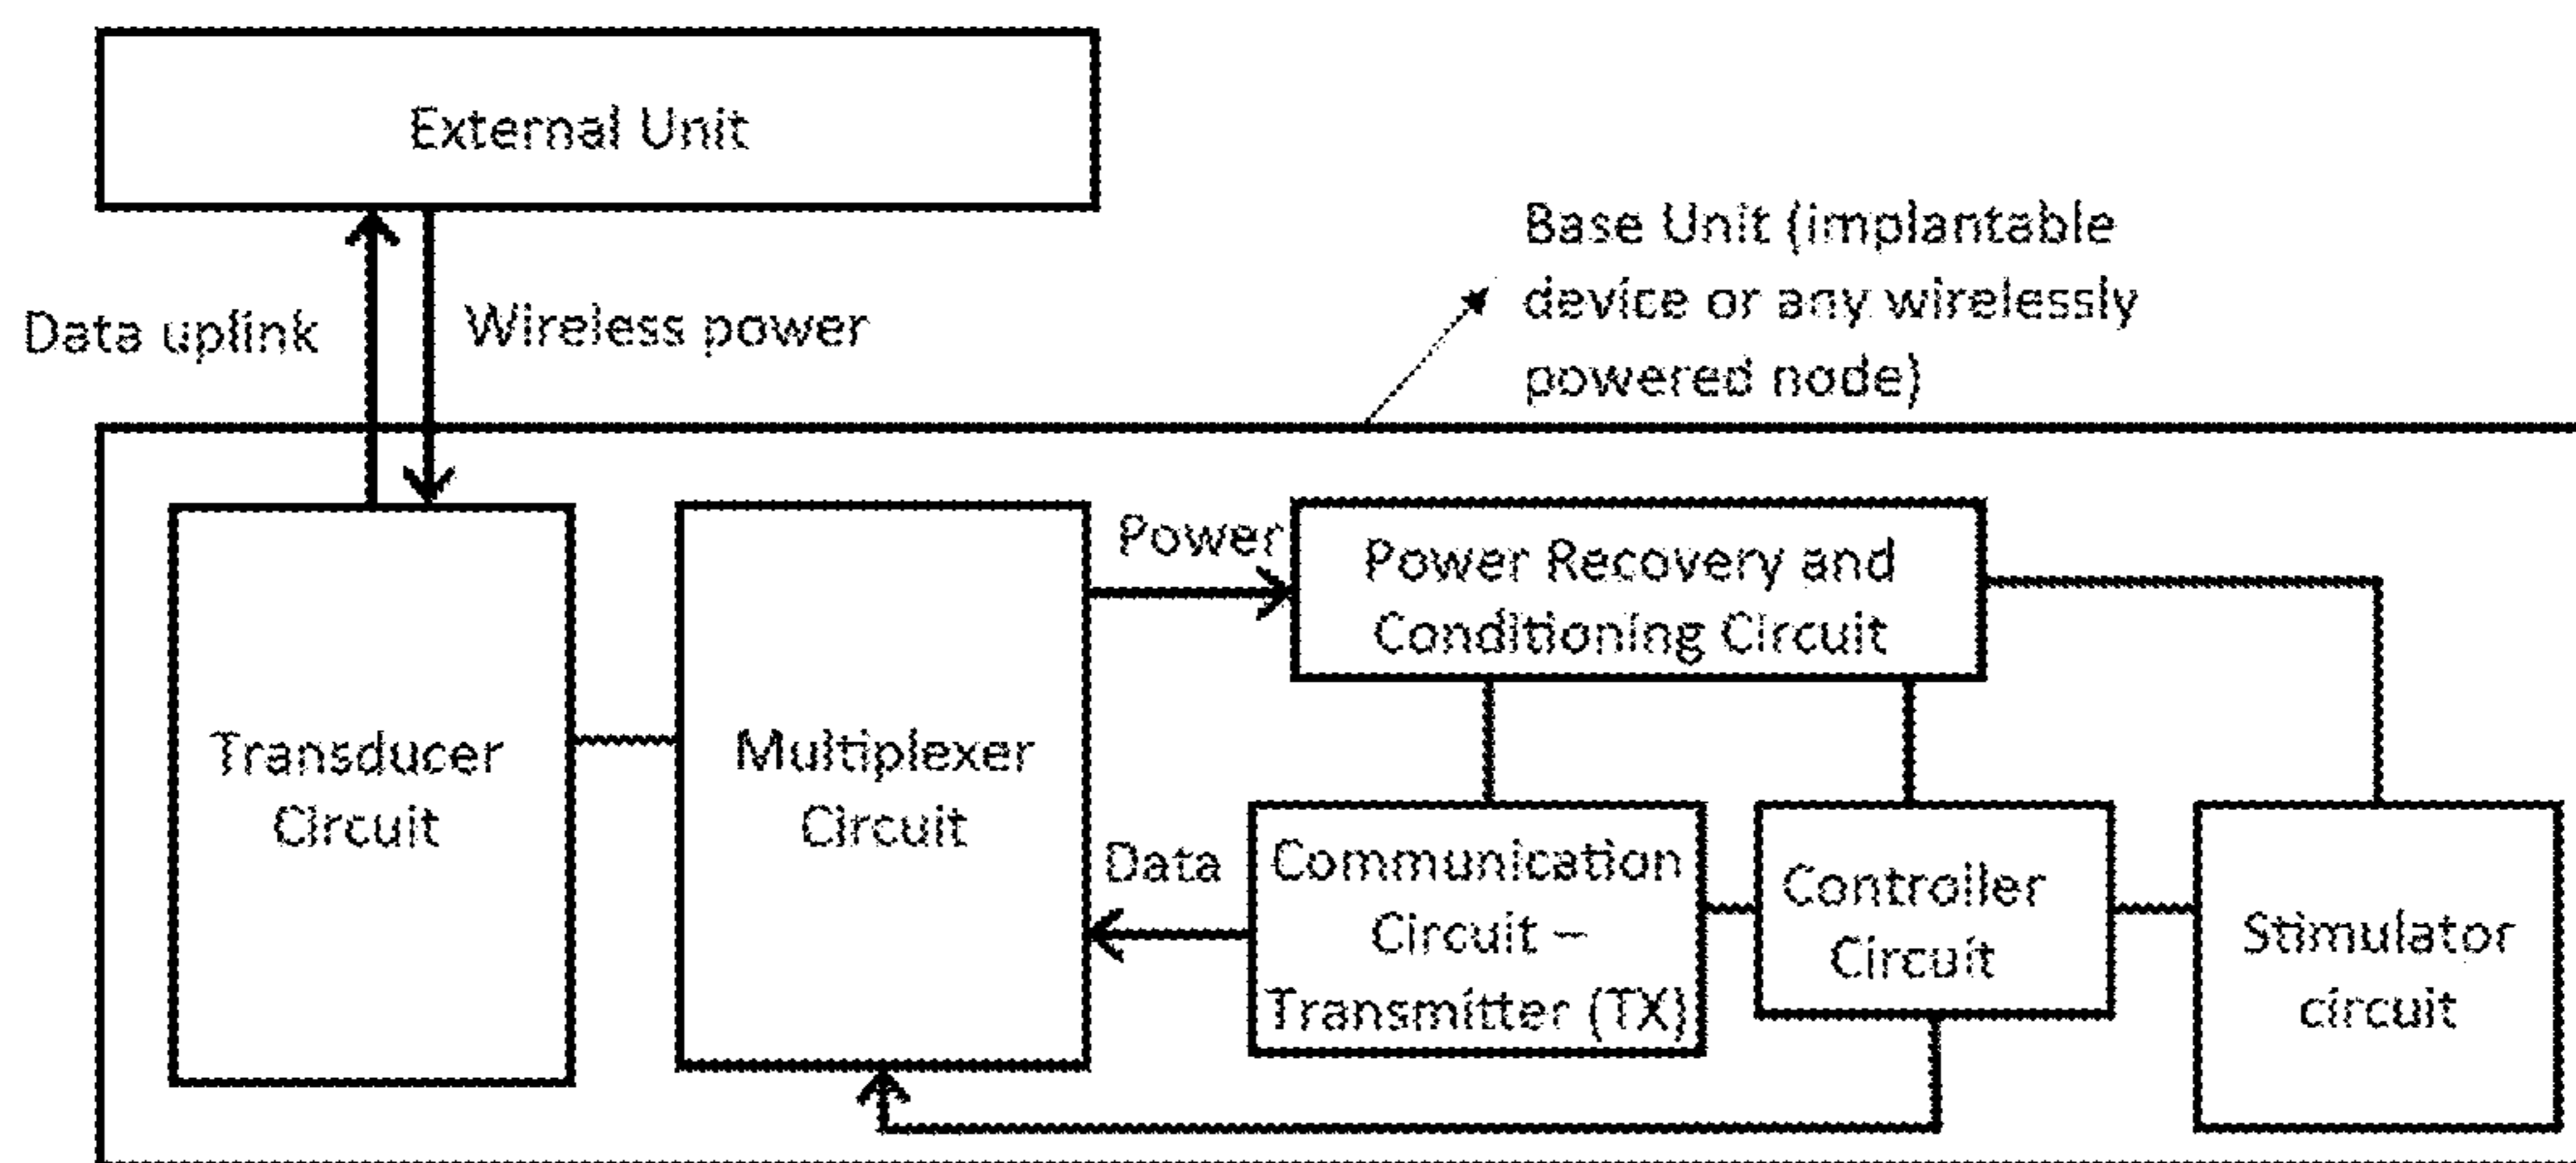 External Unit
Data uplink
Wireless power
Base Unit (implantable
device or any wirelessly
powered node)
Transducer
Circuit
Multiplexer
Circuit
Power
Power Recovery and
Conditioning Circuit
Data
Communication
Circuit –
Transmitter (TX)
Controller
Circuit
Stimulator
circuit